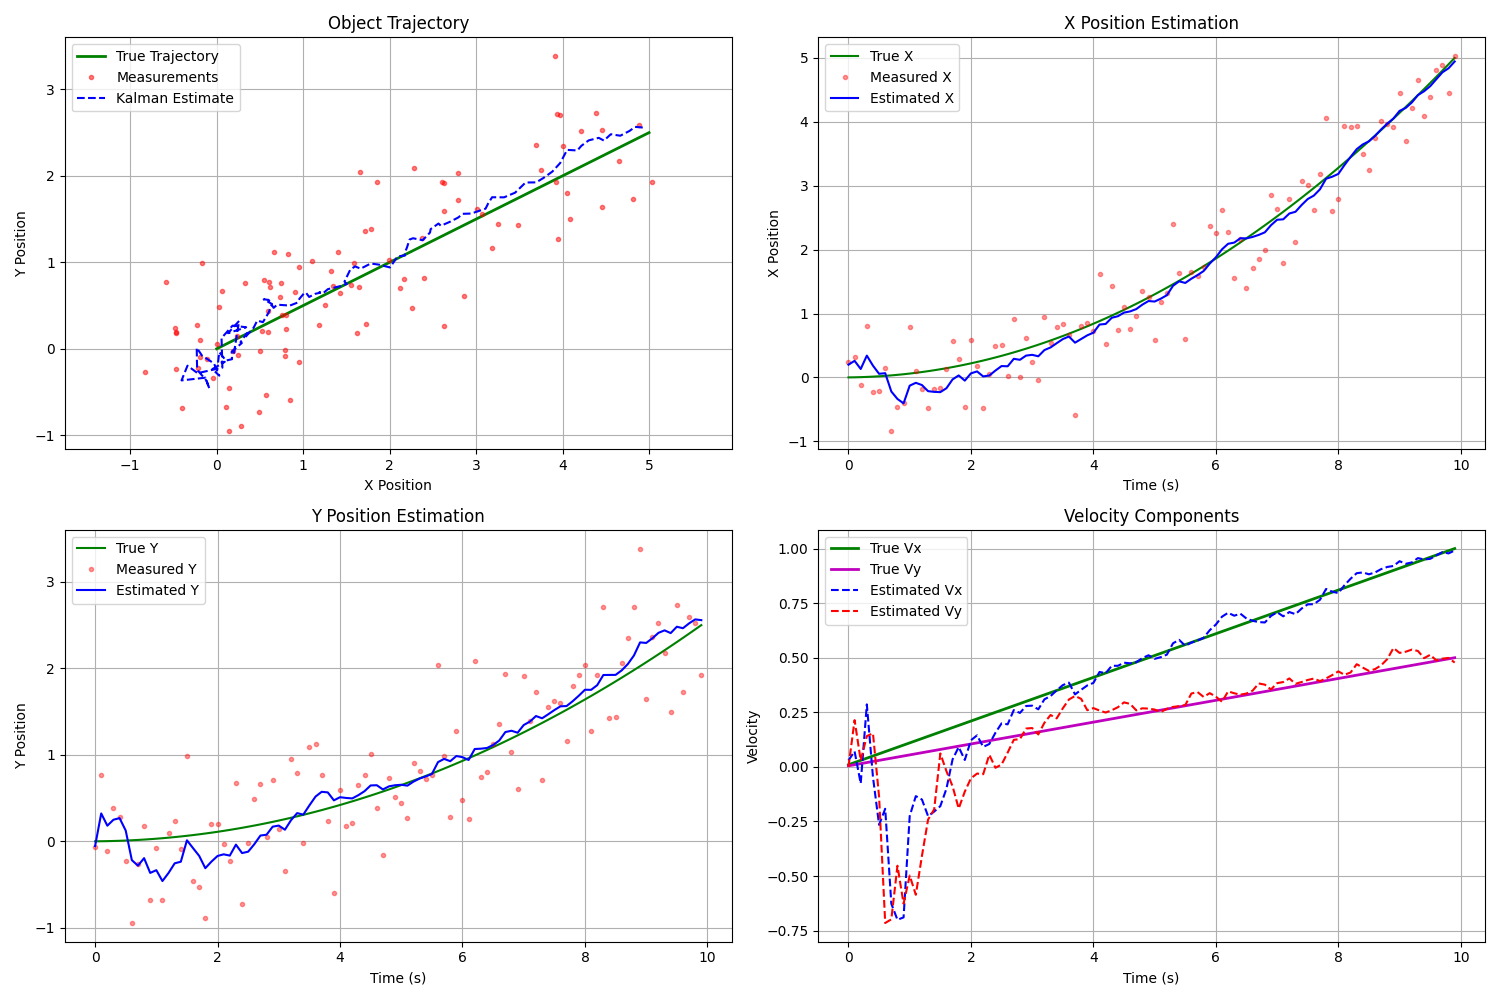 Object Trajectory
True Trajectory
Measurements
Kalman Estimate
Y Position
3
2
1
0
−1
−1
0
1
2
3
4
5
X Position
X Position Estimation
True X
Measured X
Estimated X
X Position
5
4
3
2
1
0
−1
0
2
4
6
8
10
Time (s)
Y Position Estimation
True Y
Measured Y
Estimated Y
Y Position
3
2
1
0
−1
0
2
4
6
8
10
Time (s)
Velocity Components
True Vx
True Vy
Estimated Vx
Estimated Vy
Velocity
1.00
0.75
0.50
0.25
0.00
−0.25
−0.50
−0.75
0
2
4
6
8
10
Time (s)